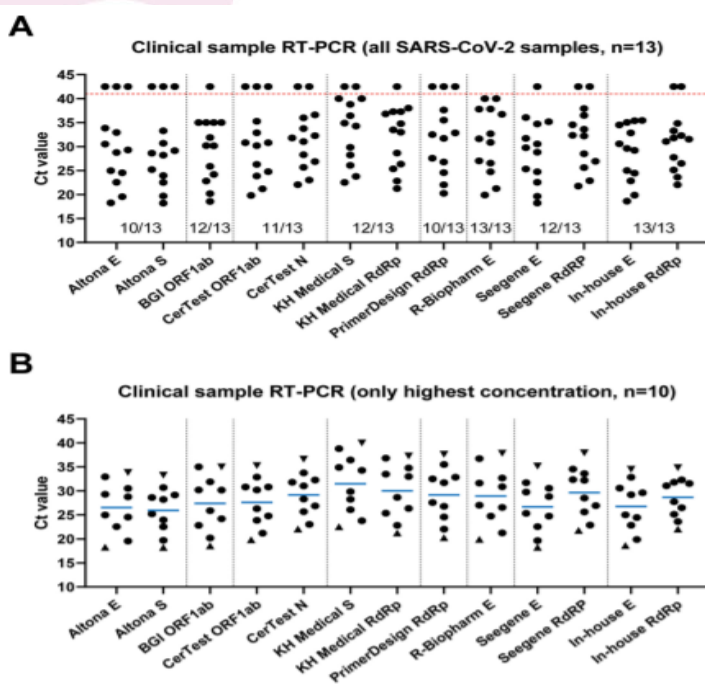 A
Clinical sample RT-PCR (all SARS-CoV-2 samples, n=13)
Ct value
45
40
35
30
25
20
15
10
10/13
12/13
11/13
12/13
10/13
13/13
12/13
13/13
Altona E
Altona S
BGI ORF1ab
CerTest ORF1ab
CerTest N
KH Medical S
KH Medical RdRp
PrimerDesign RdRp
R-Biopharm E
Seegene E
Seegene RdRP
In-house E
In-house RdRp
B
Clinical sample RT-PCR (only highest concentration, n=10)
Ct value
45
40
35
30
25
20
15
10
Altona E
Altona S
BGI ORF1ab
CerTest ORF1ab
CerTest N
KH Medical S
KH Medical RdRp
PrimerDesign RdRp
R-Biopharm E
Seegene E
Seegene RdRP
In-house E
In-house RdRp